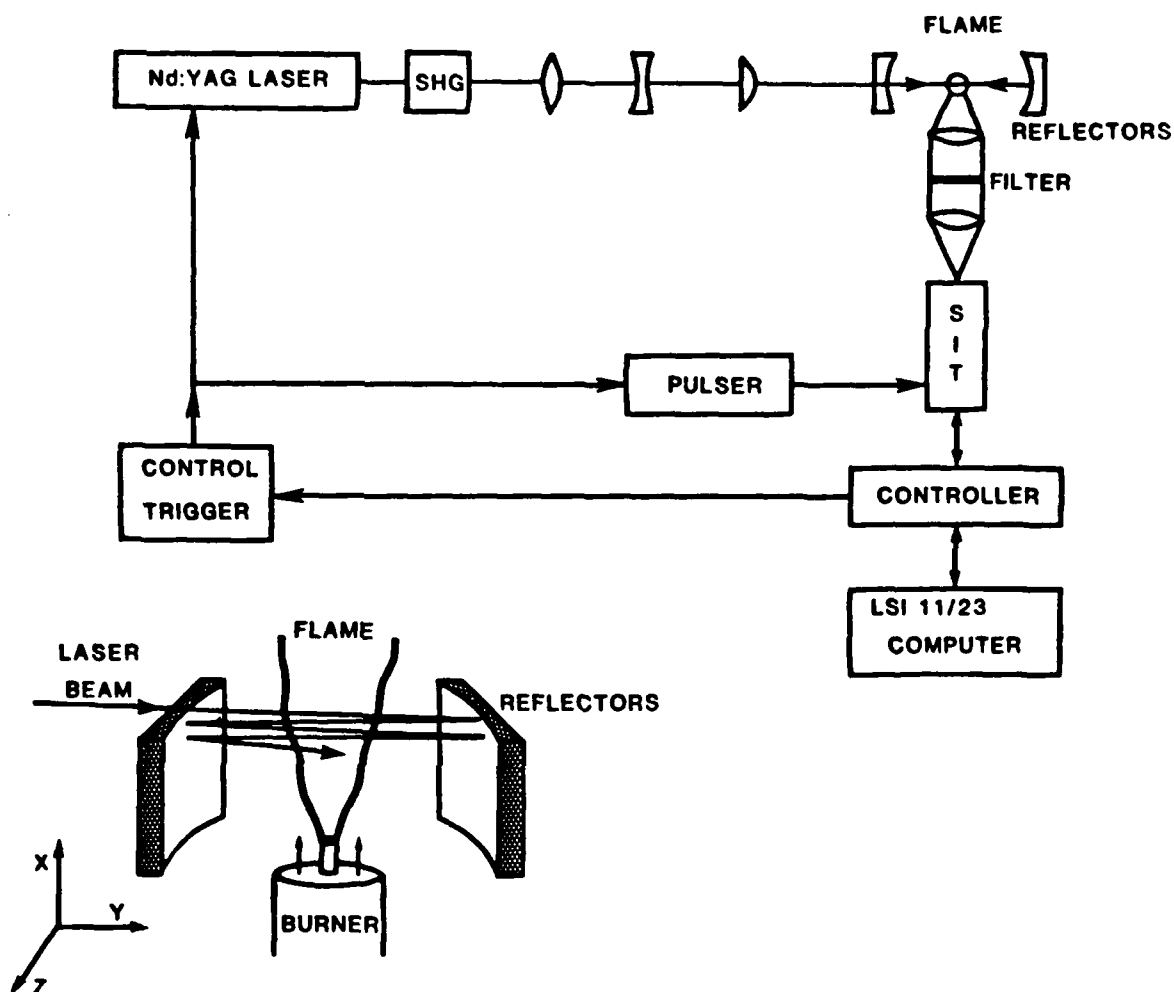 FLAME
Nd:YAG LASER
SHG
REFLECTORS
FILTER
S
I
T
PULSER
CONTROL
TRIGGER
CONTROLLER
LSI 11/23
COMPUTER
FLAME
LASER
BEAM
REFLECTORS
X
Y
Z
BURNER